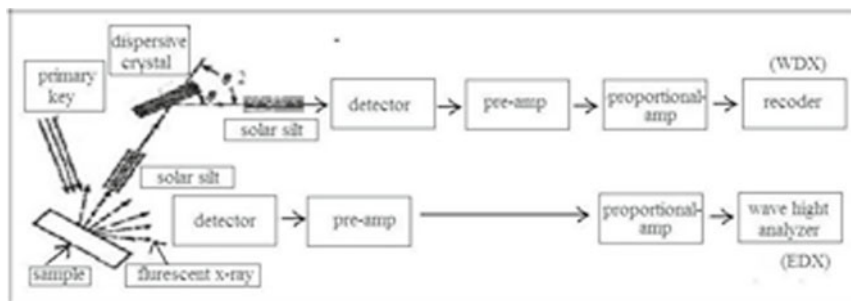 dispersive
crystal
primary
key
θ 2
θ
(WDX)
detector
pre-amp
proportional-
amp
recoder
solar silt
solar silt
detector
pre-amp
proportional-
amp
wave hight
analyzer
(EDX)
sample
flurescent x-ray